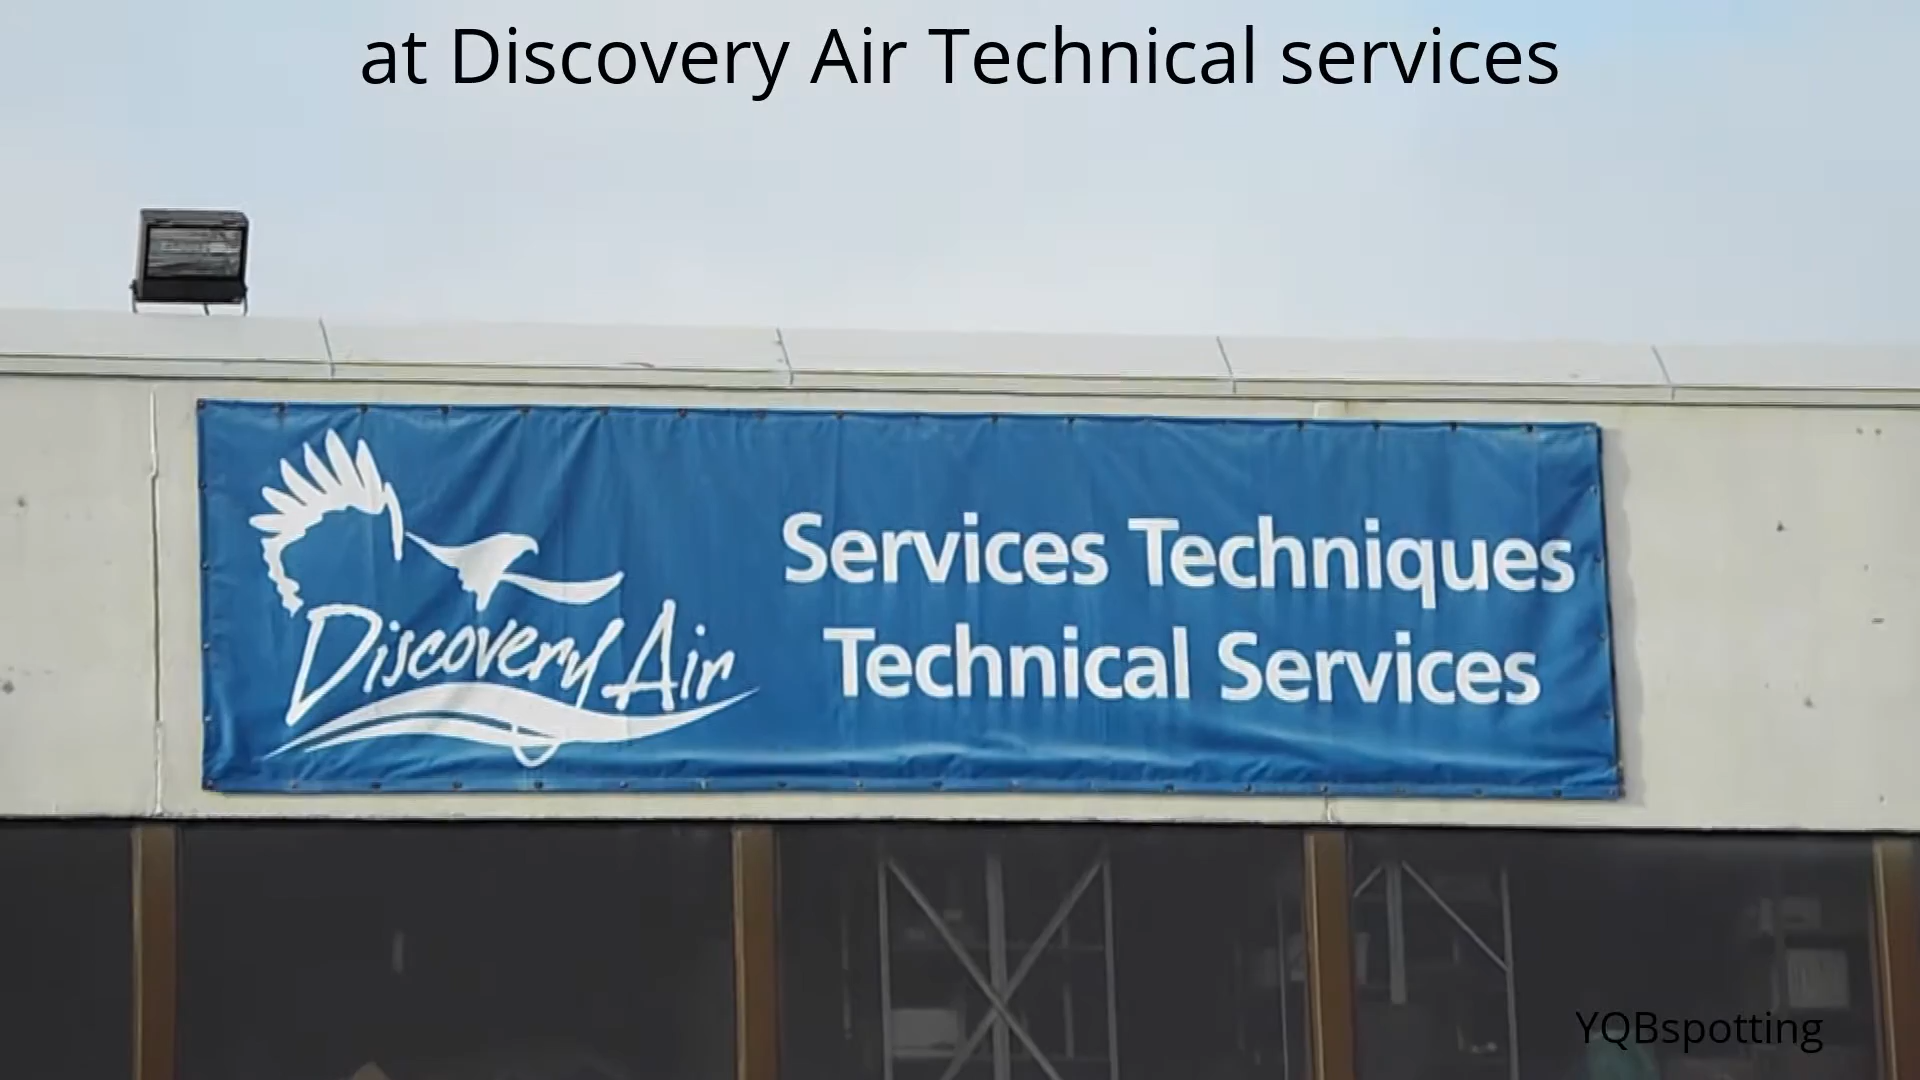 at Discovery Air Technical services
Discovery Air
Services Techniques
Technical Services
YQBspotting